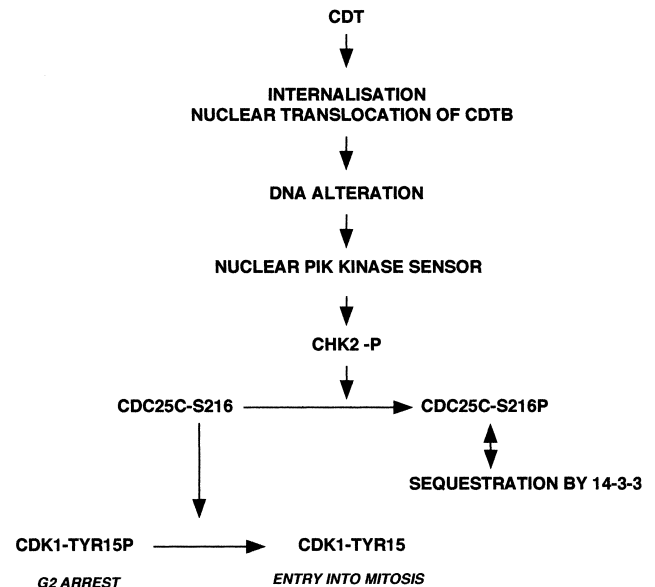 CDT
INTERNALISATION
NUCLEAR TRANSLOCATION OF CDTB
DNA ALTERATION
NUCLEAR PIK KINASE SENSOR
CHK2 -P
CDC25C-S216
CDC25C-S216P
SEQUESTRATION BY 14-3-3
CDK1-TYR15P
CDK1-TYR15
G2 ARREST
ENTRY INTO MITOSIS